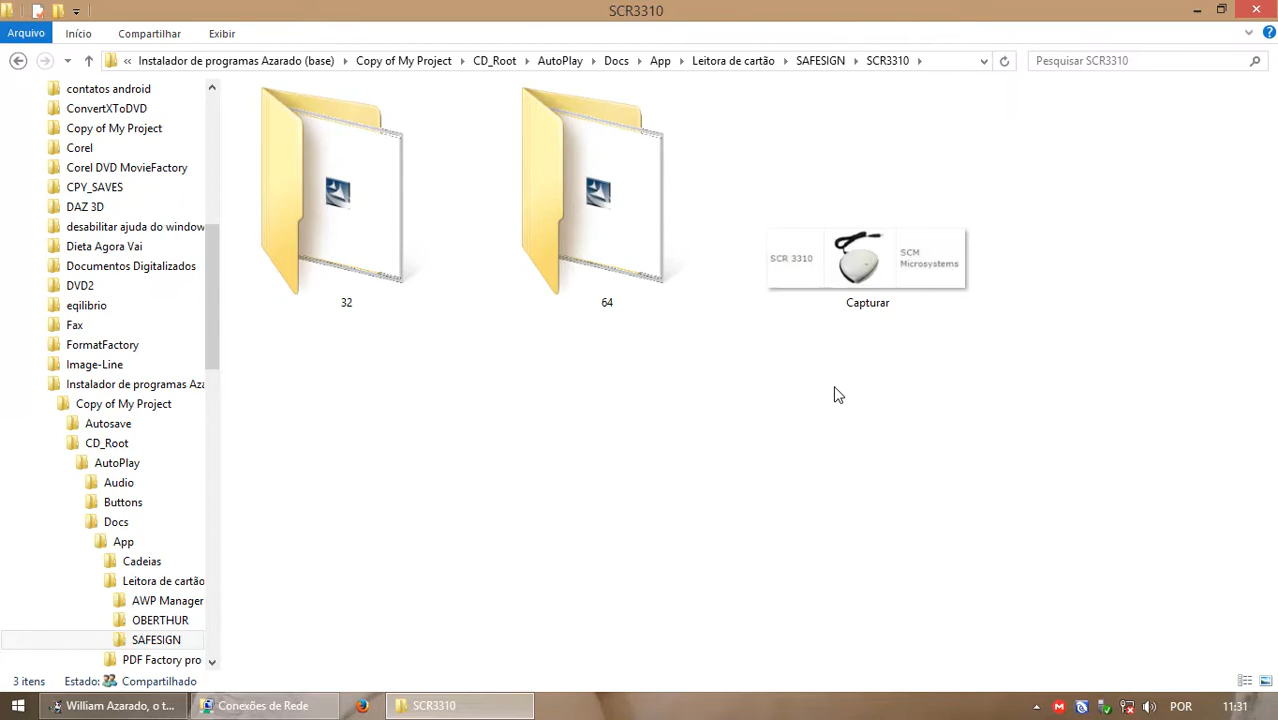 SCR3310
Arquivo
Início
Compartilhar
Exibir
« Instalador de programas Azarado (base) Copy of My Project CD_Root AutoPlay Docs App Leitora de cartão SAFESIGN SCR3310
Pesquisar SCR3310
contatos android
ConvertXToDVD
Copy of My Project
Corel
Corel DVD MovieFactory
CPY_SAVES
DAZ 3D
desabilitar ajuda do window
Dieta Agora Vai
Documentos Digitalizados
DVD2
eqilibrio
Fax
FormatFactory
Image-Line
Instalador de programas Aza
Copy of My Project
Autosave
CD_Root
AutoPlay
Audio
Buttons
Docs
App
Cadeias
Leitora de cartão
AWP Manager
OBERTHUR
SAFESIGN
PDF Factory pro
32
64
SCR 3310
SCM
Microsystems
Capturar
3 itens
Estado: Compartilhado
William Azarado, o t...
Conexões de Rede
SCR3310
POR
11:31